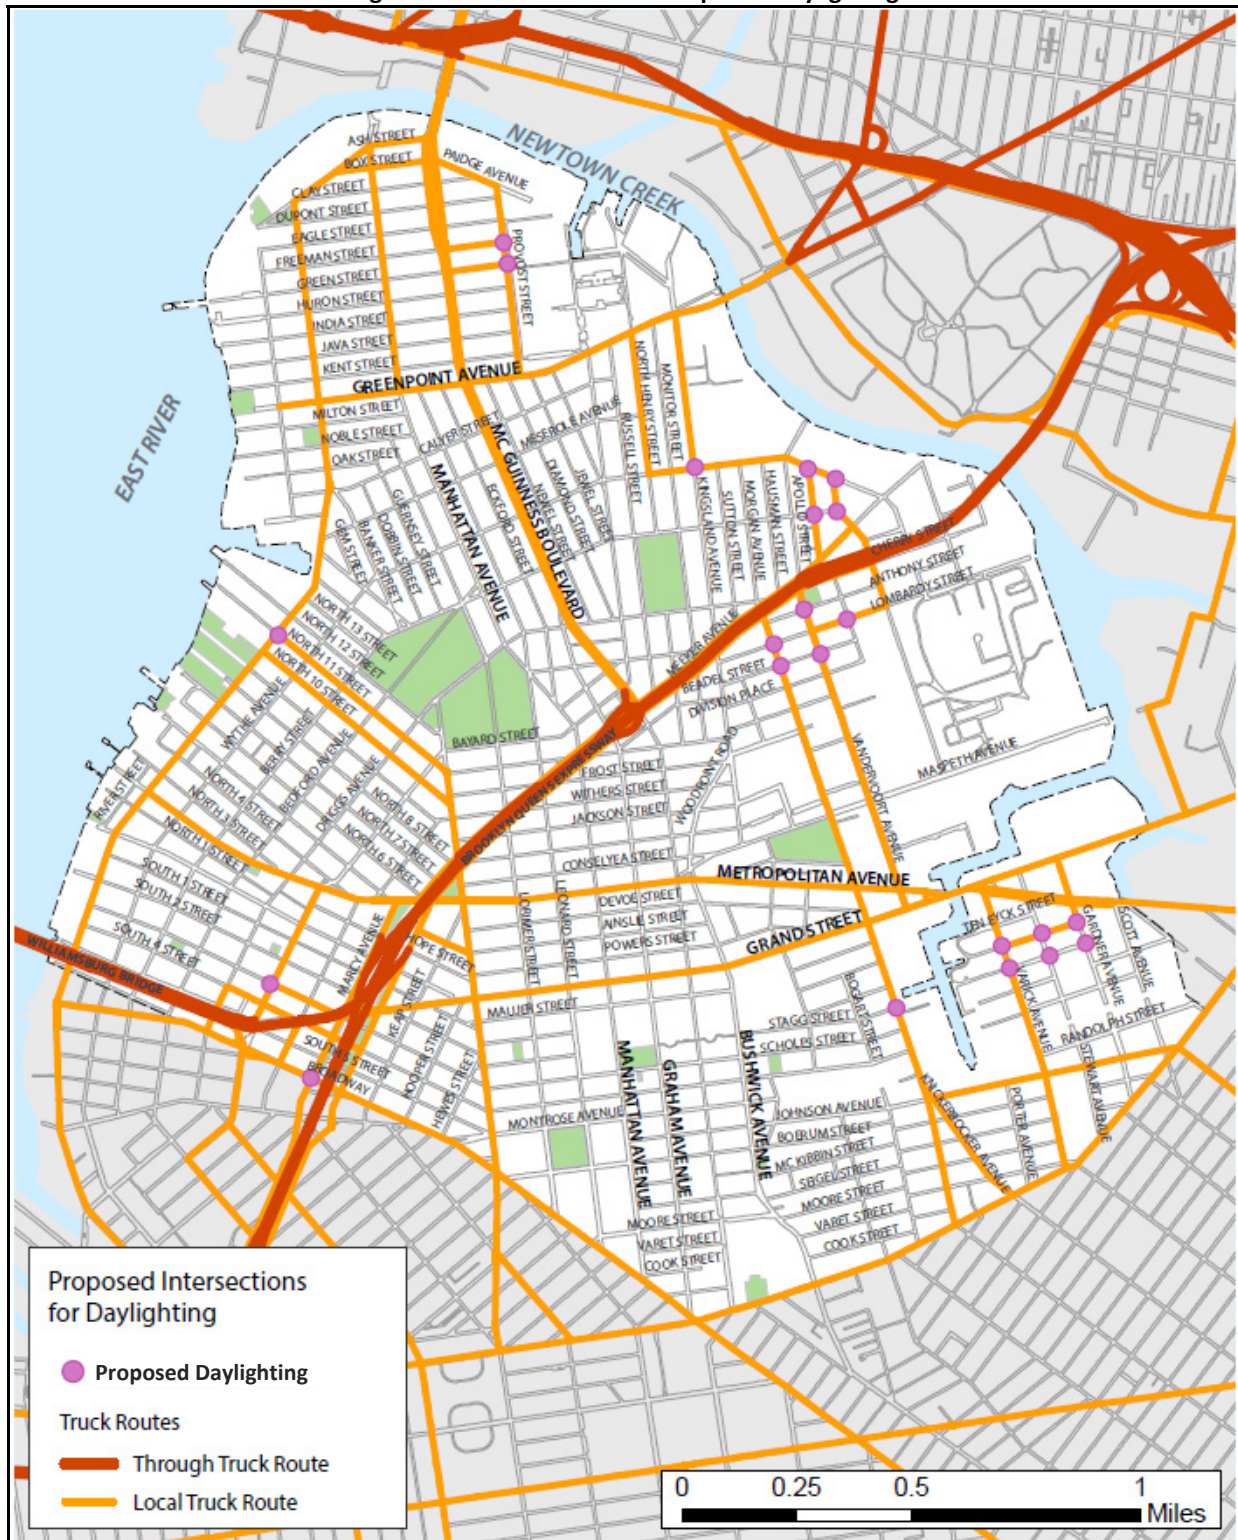 ASH STREET
BOX STREET
PAIDGE AVENUE
NEWTOWN CREEK
CLAY STREET
DUPONT STREET
EAGLE STREET
FREEMAN STREET
GREEN STREET
HURON STREET
INDIA STREET
JAVA STREET
KENT STREET
PROVOST STREET
GREENPOINT AVENUE
MILTON STREET
NOBLE STREET
OAK STREET
CALYER STREET
MESEROLE AVENUE
EAST RIVER
MANHATTAN AVENUE
MC GUINNESS BOULEVARD
ECKFORD STREET
NEWEL STREET
DIAMOND STREET
JEWEL STREET
RUSSELL STREET
NORTH HENRY STREET
MONITOR STREET
KINGSLAND AVENUE
SUTTON STREET
MORGAN AVENUE
HAUSMAN STREET
APOLLO STREET
GUERNSEY STREET
DOBBIN STREET
BANKER STREET
GEM STREET
CHERRY STREET
ANTHONY STREET
LOMBARDY STREET
MEEKER AVENUE
BEADEL STREET
DIVISION PLACE
NORTH 13 STREET
NORTH 12 STREET
NORTH 11 STREET
NORTH 10 STREET
WYTHE AVENUE
BERRY STREET
BEDFORD AVENUE
DRIGGS AVENUE
BAYARD STREET
BROOKLYN QUEENS EXPRESSWAY
FROST STREET
WITHERS STREET
JACKSON STREET
WOODPOINT ROAD
VANDERVOORT AVENUE
MASPETH AVENUE
RIVER STREET
NORTH 8 STREET
NORTH 7 STREET
NORTH 6 STREET
NORTH 4 STREET
NORTH 3 STREET
NORTH 1 STREET
SOUTH 1 STREET
SOUTH 2 STREET
SOUTH 4 STREET
CONSELYEA STREET
METROPOLITAN AVENUE
DEVOE STREET
AINSLIE STREET
POWERS STREET
GRAND STREET
LORIMER STREET
LEONARD STREET
TEN EYCK STREET
GARDNER AVENUE
SCOTT AVENUE
VARICK AVENUE
RANDOLPH STREET
STEWART AVENUE
WILLIAMSBURG BRIDGE
MARCY AVENUE
HOPE STREET
KEAP STREET
HOOPER STREET
HEWES STREET
SOUTH 5 STREET
BROADWAY
MAUJER STREET
STAGG STREET
SCHOLES STREET
BOGART STREET
MONTROSE AVENUE
MANHATTAN AVENUE
GRAHAM AVENUE
BUSHWICK AVENUE
JOHNSON AVENUE
BOERUM STREET
MC KIBBIN STREET
SEIGEL STREET
MOORE STREET
VARET STREET
COOK STREET
MOORE STREET
VARET STREET
COOK STREET
KNICKERBOCKER AVENUE
PORTER AVENUE
Proposed Intersections
for Daylighting
Proposed Daylighting
Truck Routes
Through Truck Route
Local Truck Route
0 0.25 0.5 1
Miles